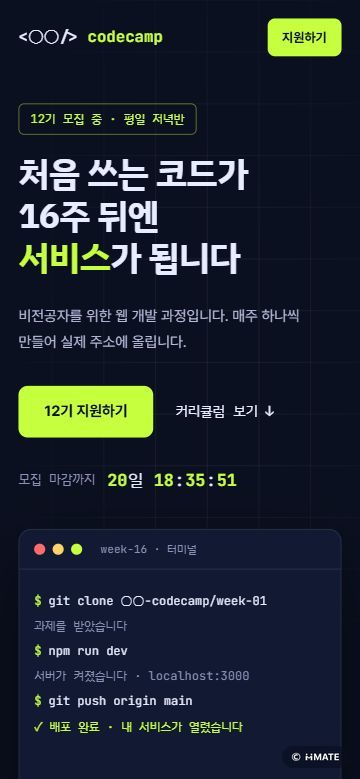 <○○/> codecamp
지원하기
12기 모집 중 · 평일 저녁반
처음 쓰는 코드가
16주 뒤엔
서비스가 됩니다
비전공자를 위한 웹 개발 과정입니다. 매주 하나씩
만들어 실제 주소에 올립니다.
12기 지원하기
커리큘럼 보기 ↓
모집 마감까지 20일 18:35:51
week-16 · 터미널
$ git clone ○○-codecamp/week-01
과제를 받았습니다
$ npm run dev
서버가 켜졌습니다 · localhost:3000
$ git push origin main
✓ 배포 완료 · 내 서비스가 열렸습니다
© HMATE